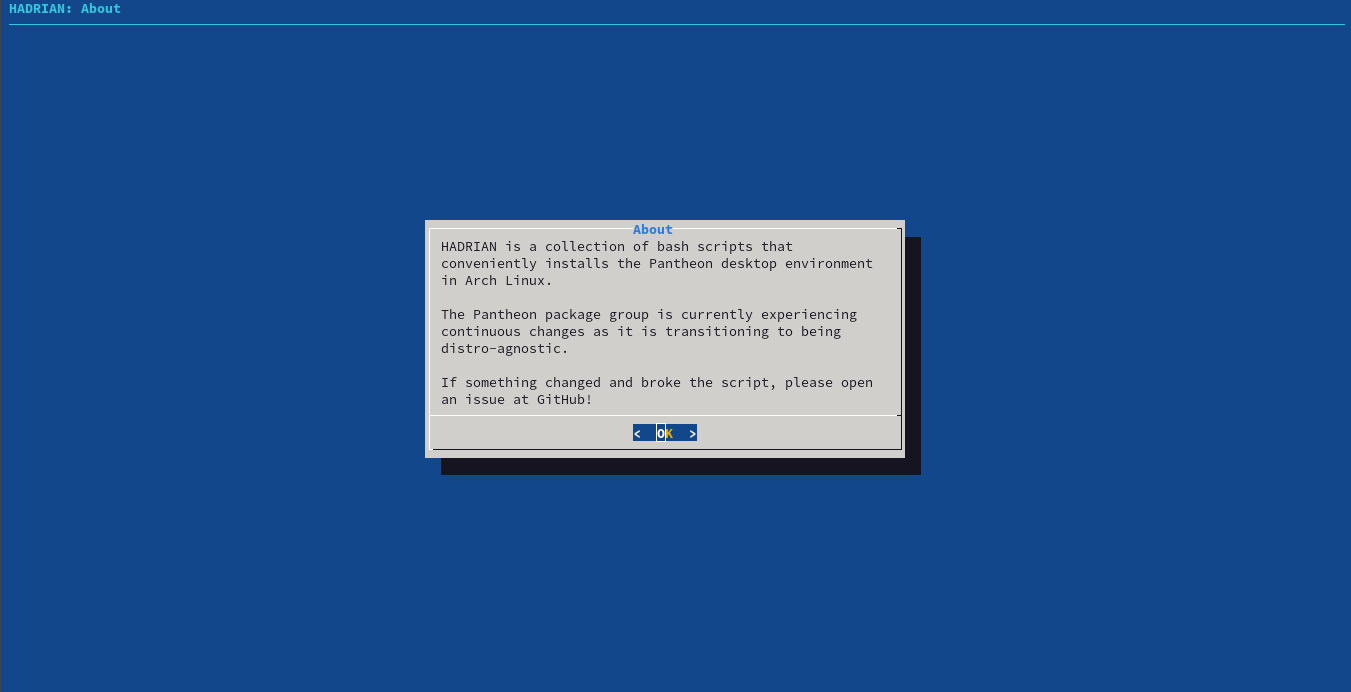 HADRIAN: About
About
HADRIAN is a collection of bash scripts that
conveniently installs the Pantheon desktop environment
in Arch Linux.
The Pantheon package group is currently experiencing
continuous changes as it is transitioning to being
distro-agnostic.
If something changed and broke the script, please open
an issue at GitHub!
<  OK  >